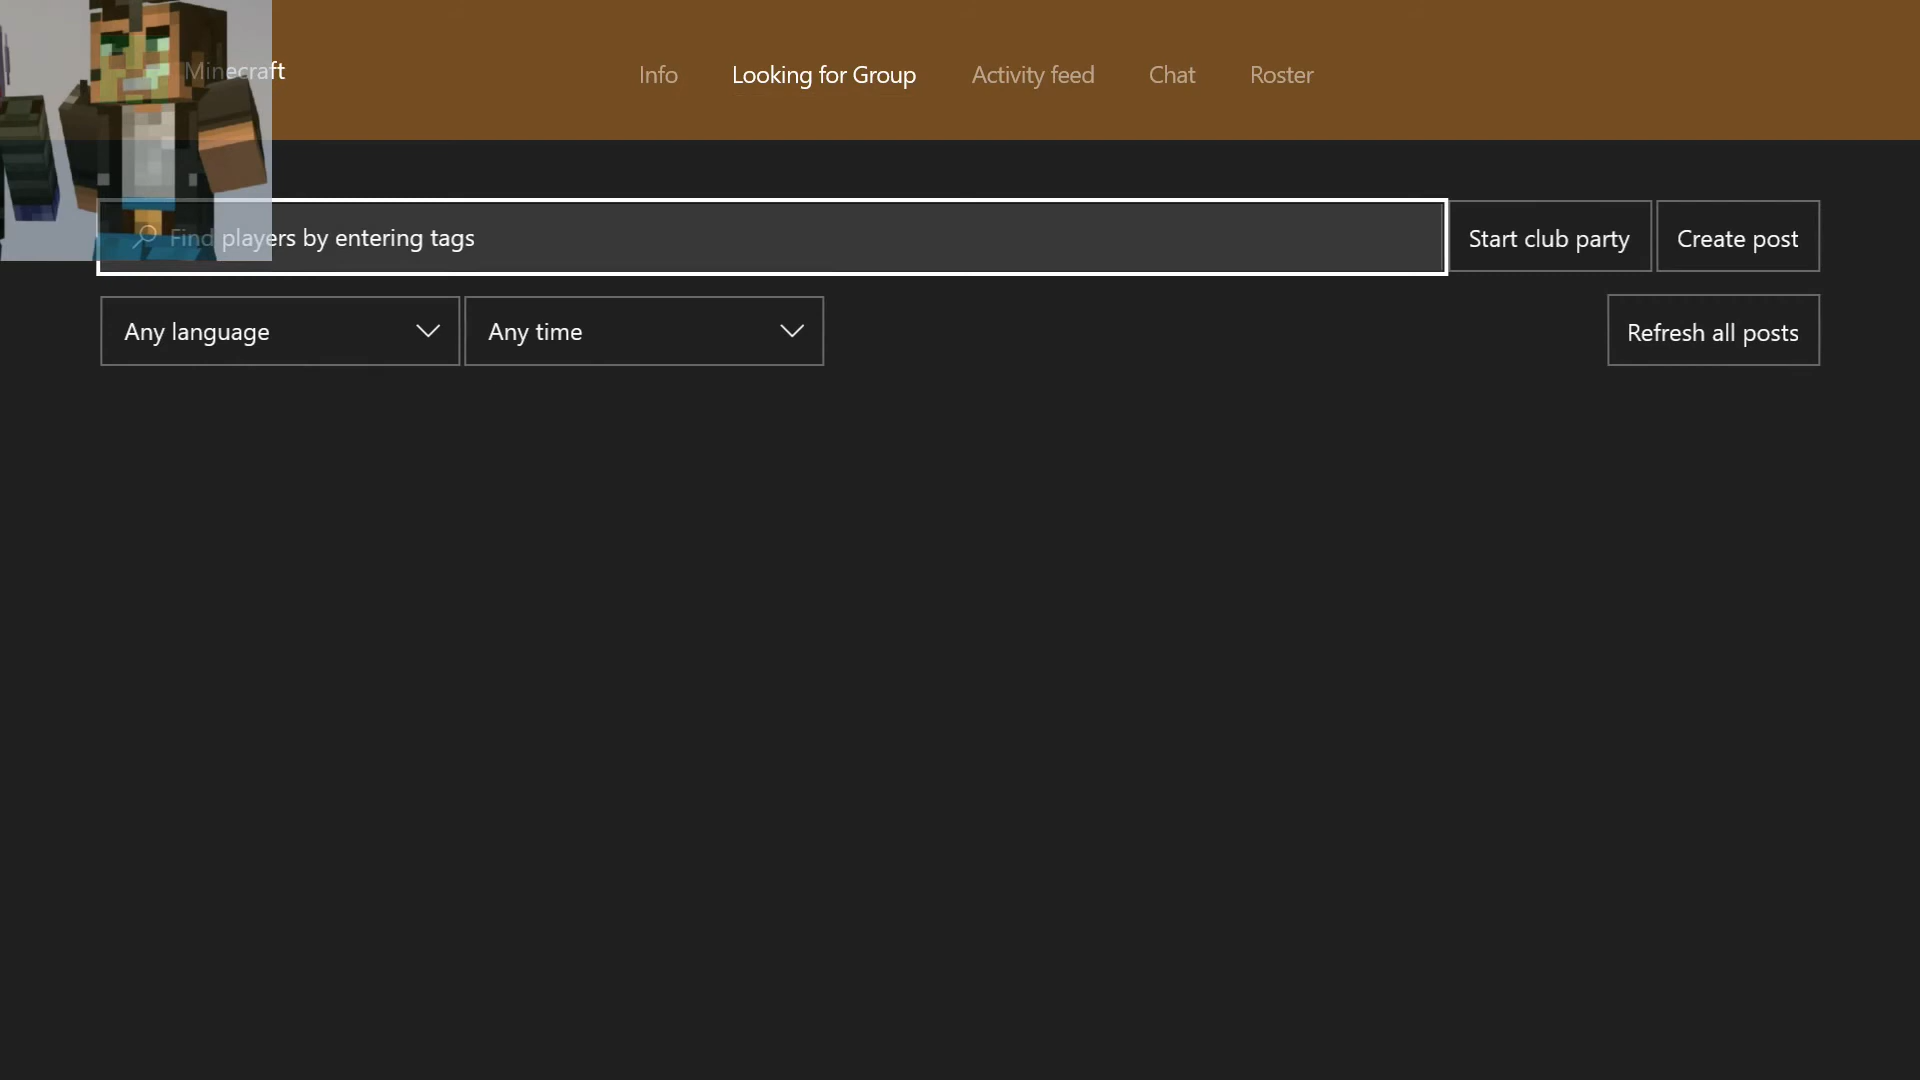 Minecraft
Info
Looking for Group
Activity feed
Chat
Roster
Find players by entering tags
Start club party
Create post
Any language
Any time
Refresh all posts